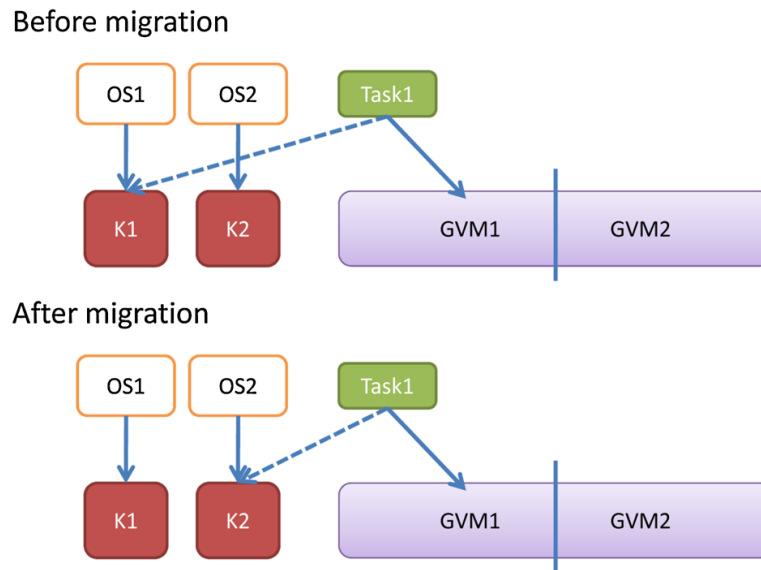 Before migration
OS1 OS2 Task1
K1 K2 GVM1 GVM2
After migration
OS1 OS2 Task1
K1 K2 GVM1 GVM2